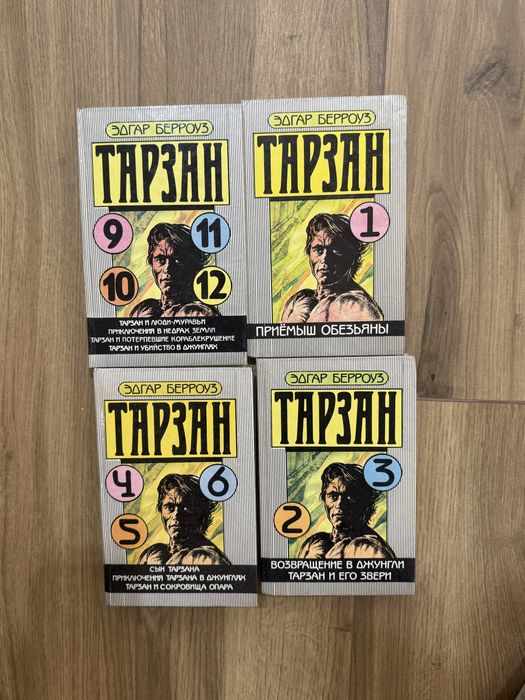 ЭДГАР БЕРРОУЗ
ТАРЗАН
9
11
10
12
ТАРЗАН И ЛЮДИ-МУРАВЬИ
ПРИКЛЮЧЕНИЯ В НЕДРАХ ЗЕМЛИ
ТАРЗАН И ПОТЕРПЕВШИЕ КОРАБЛЕКРУШЕНИЕ
ТАРЗАН И УБИЙСТВО В ДЖУНГЛЯХ
ЭДГАР БЕРРОУЗ
ТАРЗАН
1
ПРИЁМЫШ ОБЕЗЬЯНЫ
ЭДГАР БЕРРОУЗ
ТАРЗАН
4
6
5
СЫН ТАРЗАНА
ПРИКЛЮЧЕНИЯ ТАРЗАНА В ДЖУНГЛЯХ
ТАРЗАН И СОКРОВИЩА ОПАРА
ЭДГАР БЕРРОУЗ
ТАРЗАН
3
2
ВОЗВРАЩЕНИЕ В ДЖУНГЛИ
ТАРЗАН И ЕГО ЗВЕРИ